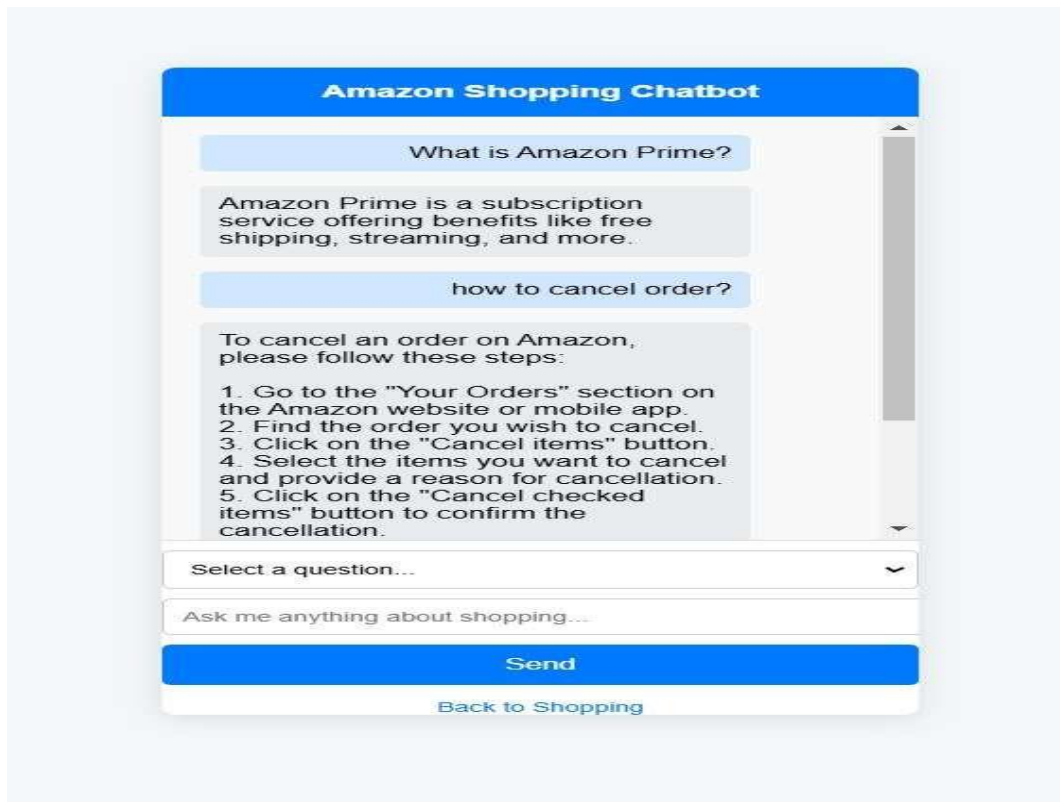 Amazon Shopping Chatbot
What is Amazon Prime?
Amazon Prime is a subscription
service offering benefits like free
shipping, streaming, and more.
how to cancel order?
To cancel an order on Amazon,
please follow these steps:
1. Go to the "Your Orders" section on
the Amazon website or mobile app.
2. Find the order you wish to cancel.
3. Click on the "Cancel items" button.
4. Select the items you want to cancel
and provide a reason for cancellation.
5. Click on the "Cancel checked
items" button to confirm the
cancellation.
Select a question...
Ask me anything about shopping...
Send
Back to Shopping